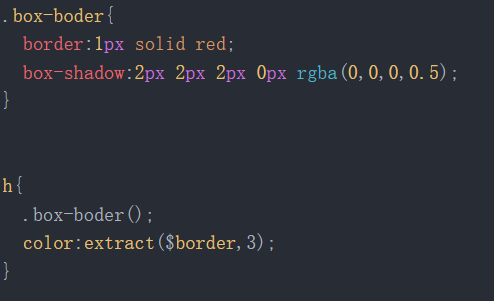 .box-boder{
  border:1px solid red;
  box-shadow:2px 2px 2px 0px rgba(0,0,0,0.5);
}
h{
  .box-boder();
  color:extract($border,3);
}